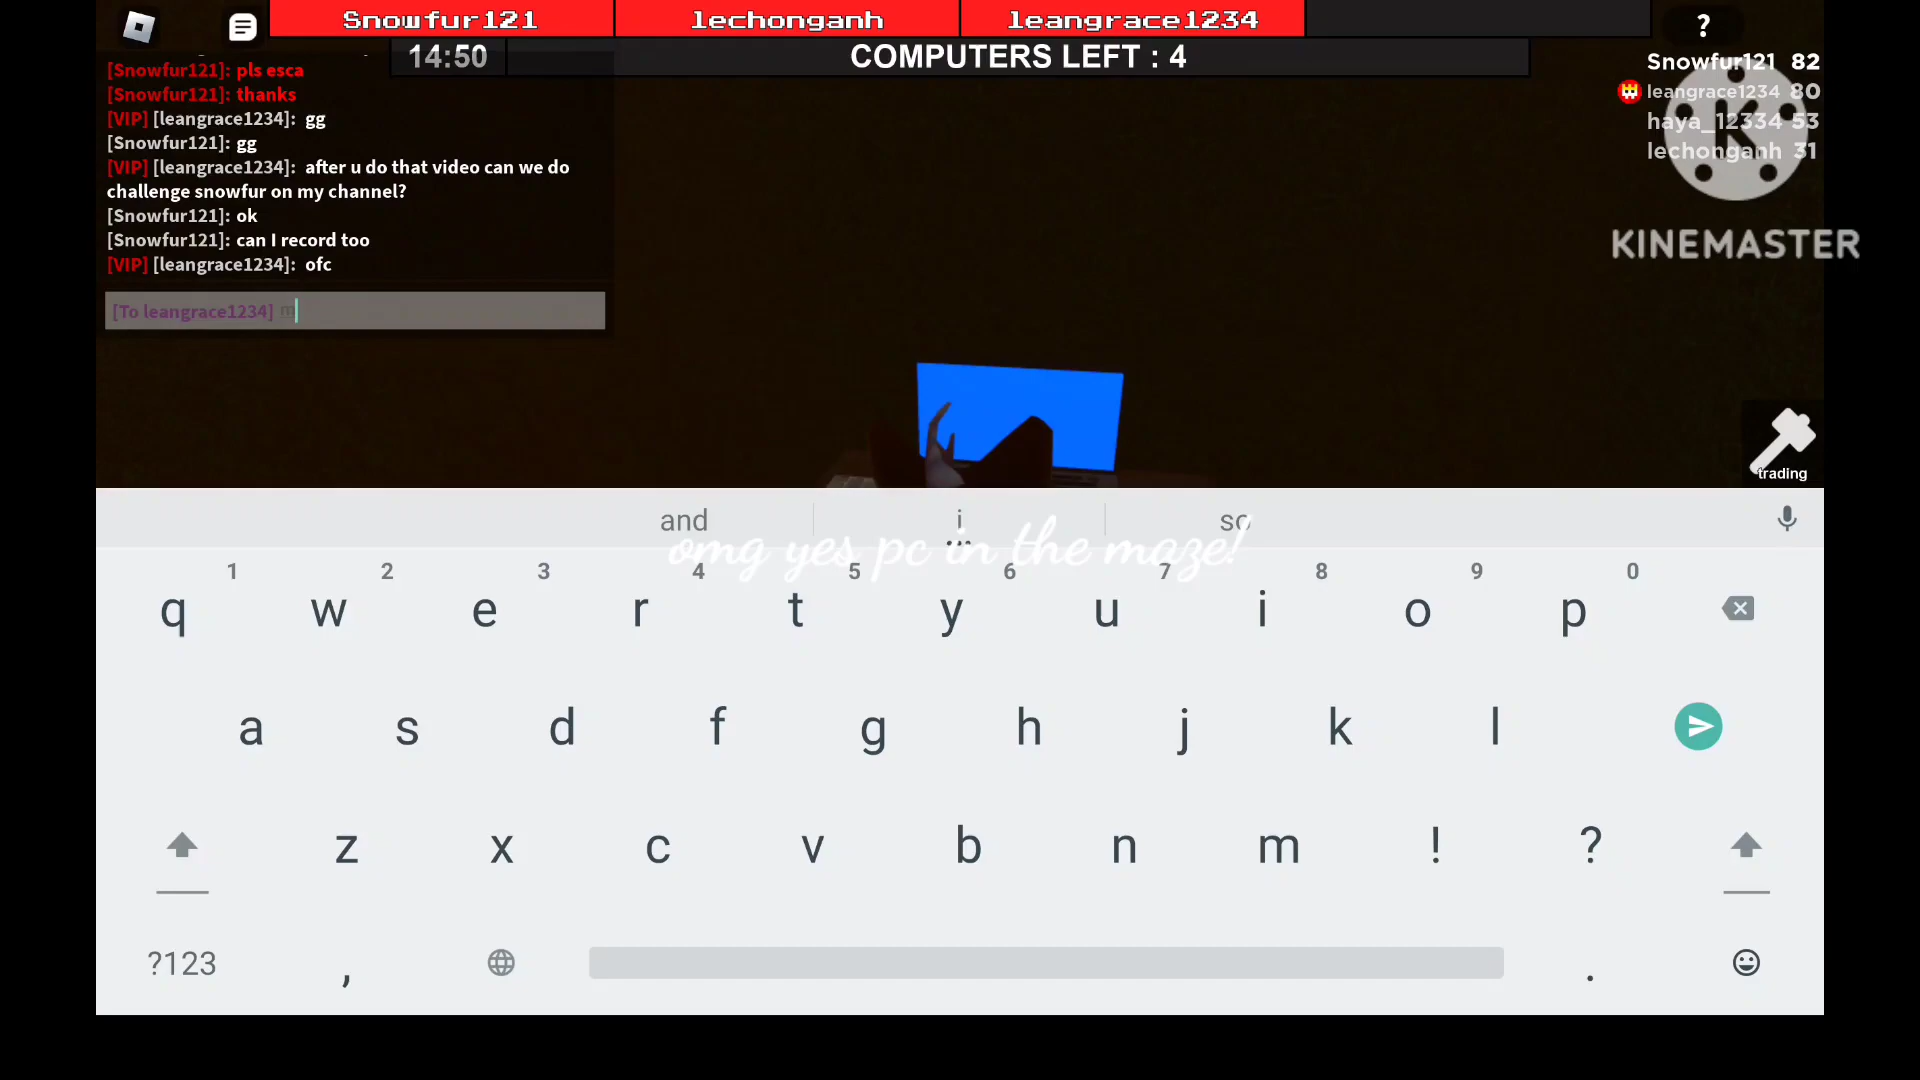 Snowfur121 lechonganh leangrace1234
14:50 COMPUTERS LEFT : 4
[Snowfur121]: pls esca
[Snowfur121]: thanks
[VIP] [leangrace1234]: gg
[Snowfur121]: gg
[VIP] [leangrace1234]: after u do that video can we do
challenge snowfur on my channel?
[Snowfur121]: ok
[Snowfur121]: can I record too
[VIP] [leangrace1234]: ofc
[To leangrace1234] m
?
Snowfur121 82
leangrace1234 80
haya_12334 53
lechonganh 31
K
KINEMASTER
trading
and i so
omg yes pc in the maze!
1 2 3 4 5 6 7 8 9 0
q w e r t y u i o p
a s d f g h j k l
z x c v b n m ! ?
?123 , .